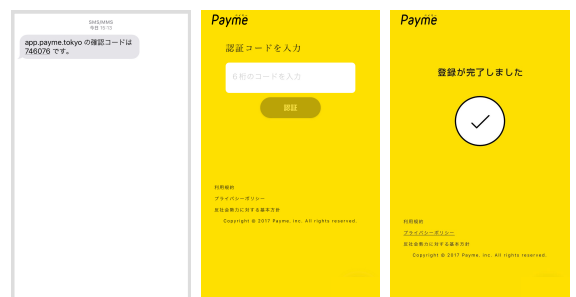 SMS/MMS
今日 15:13
app.payme.tokyo の確認コードは
746076 です。
Payme
認証コードを入力
6桁のコードを入力
認証
利用規約
プライバシーポリシー
反社会勢力に対する基本方針
Copyright © 2017 Payme, inc. All rights reserved.
Payme
登録が完了しました
利用規約
プライバシーポリシー
反社会勢力に対する基本方針
Copyright © 2017 Payme, inc. All rights reserved.